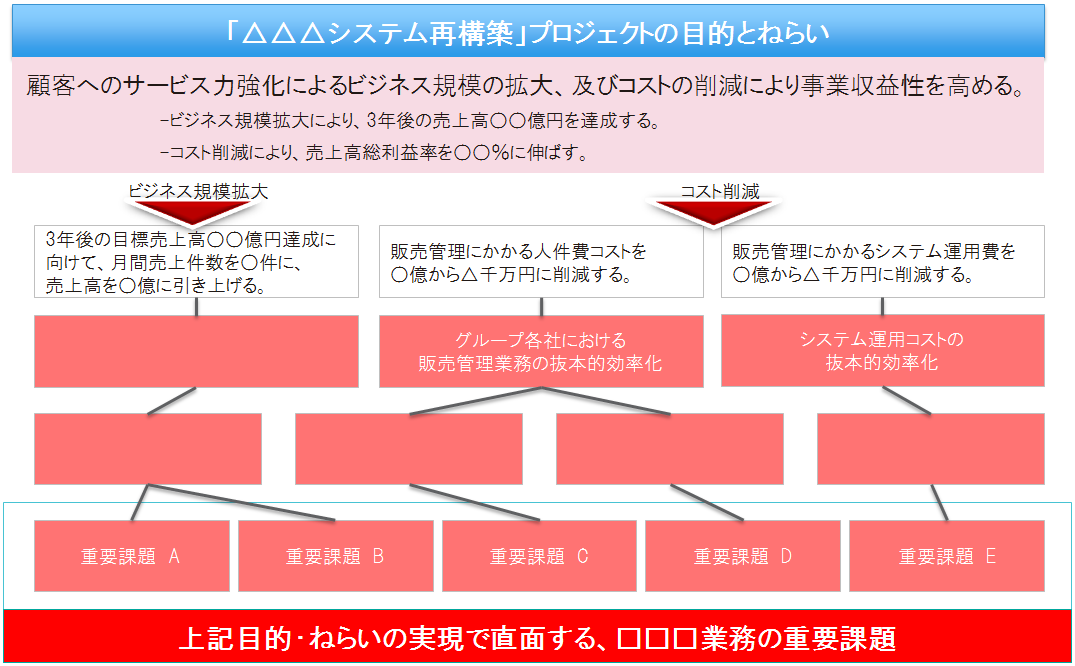 「△△△システム再構築」プロジェクトの目的とねらい
顧客へのサービス力強化によるビジネス規模の拡大、及びコストの削減により事業収益性を高める。
-ビジネス規模拡大により、3年後の売上高〇〇億円を達成する。
-コスト削減により、売上高総利益率を〇〇%に伸ばす。
ビジネス規模拡大
コスト削減
3年後の目標売上高〇〇億円達成に
向けて、月間売上件数を〇件に、
売上高を〇億に引き上げる。
販売管理にかかる人件費コストを
〇億から△千万円に削減する。
販売管理にかかるシステム運用費を
〇億から△千万円に削減する。
グループ各社における
販売管理業務の抜本的効率化
システム運用コストの
抜本的効率化
重要課題 A
重要課題 B
重要課題 C
重要課題 D
重要課題 E
上記目的・ねらいの実現で直面する、□□□業務の重要課題